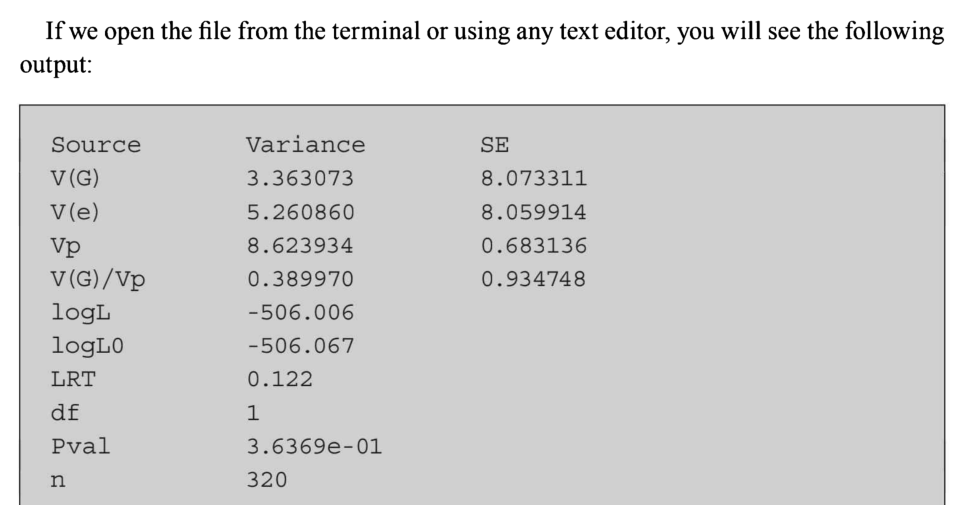 If we open the file from the terminal or using any text editor, you will see the following
output:
Source Variance SE
V(G) 3.363073 8.073311
V(e) 5.260860 8.059914
Vp 8.623934 0.683136
V(G)/Vp 0.389970 0.934748
logL -506.006
logL0 -506.067
LRT 0.122
df 1
Pval 3.6369e-01
n 320